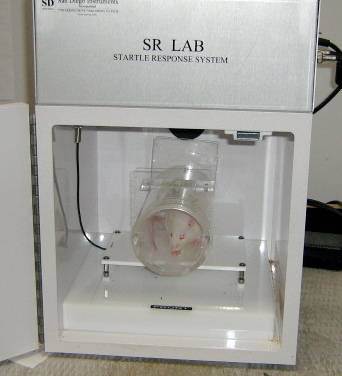 SD
San Diego Instruments
SR LAB
STARTLE RESPONSE SYSTEM